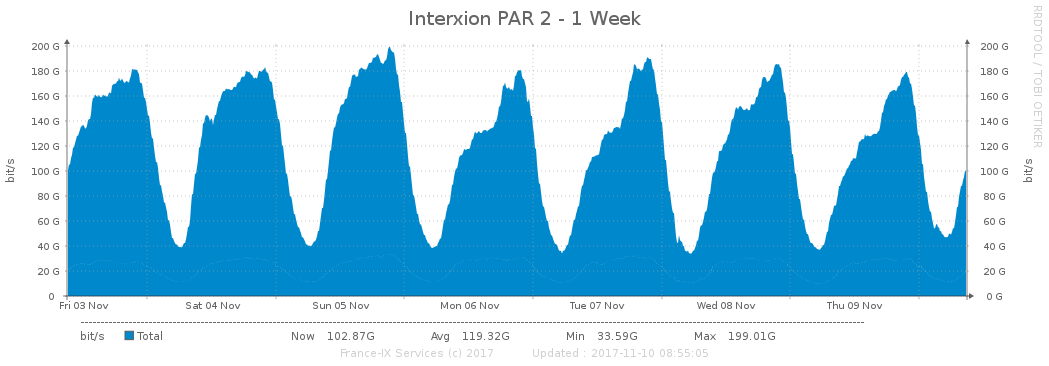 Interxion PAR 2 - 1 Week
RRDTOOL / TOBI OETIKER
200 G 200 G
180 G 180 G
160 G 160 G
140 G 140 G
120 G 120 G
100 G 100 G
80 G 80 G
60 G 60 G
40 G 40 G
20 G 20 G
0 0 G
bit/s bit/s
Fri 03 Nov Sat 04 Nov Sun 05 Nov Mon 06 Nov Tue 07 Nov Wed 08 Nov Thu 09 Nov
bit/s Total Now 102.87G Avg 119.32G Min 33.59G Max 199.01G
France-IX Services (c) 2017 Updated : 2017-11-10 08:55:05